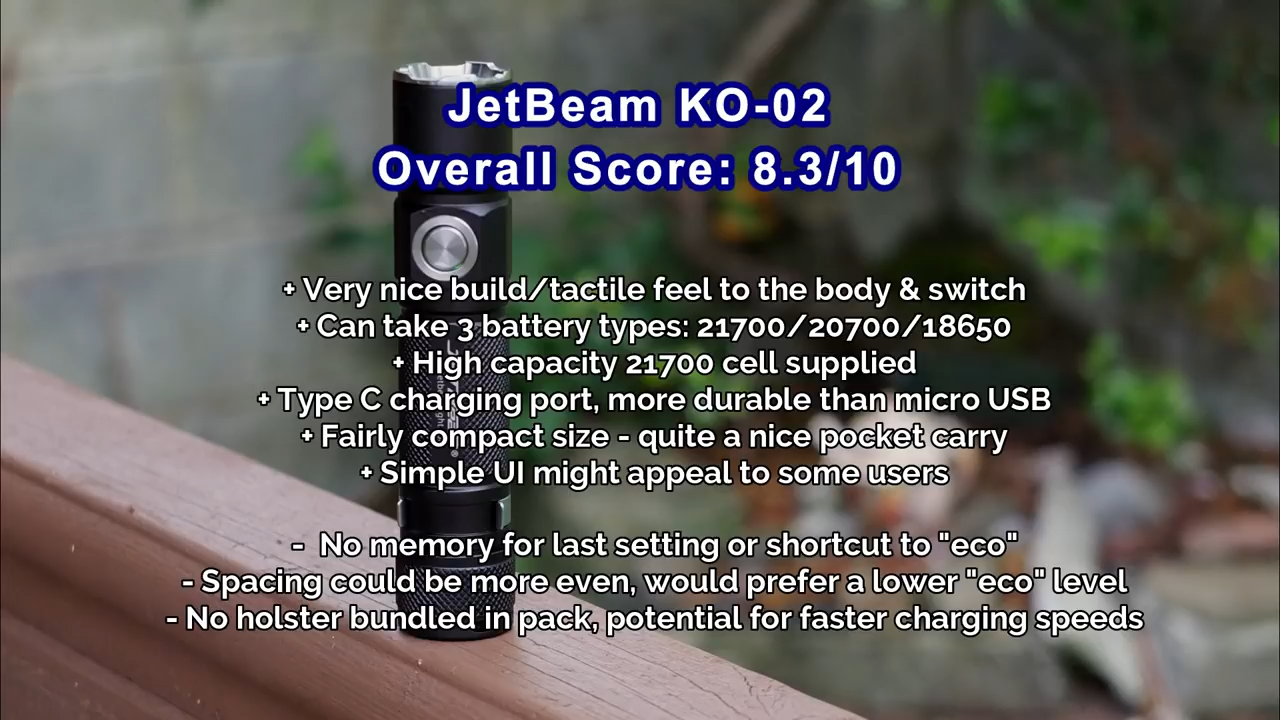 JetBeam KO-02
Overall Score: 8.3/10
+ Very nice build/tactile feel to the body & switch
+ Can take 3 battery types: 21700/20700/18650
+ High capacity 21700 cell supplied
+ Type C charging port, more durable than micro USB
+ Fairly compact size - quite a nice pocket carry
+ Simple UI might appeal to some users
- No memory for last setting or shortcut to "eco"
- Spacing could be more even, would prefer a lower "eco" level
- No holster bundled in pack, potential for faster charging speeds